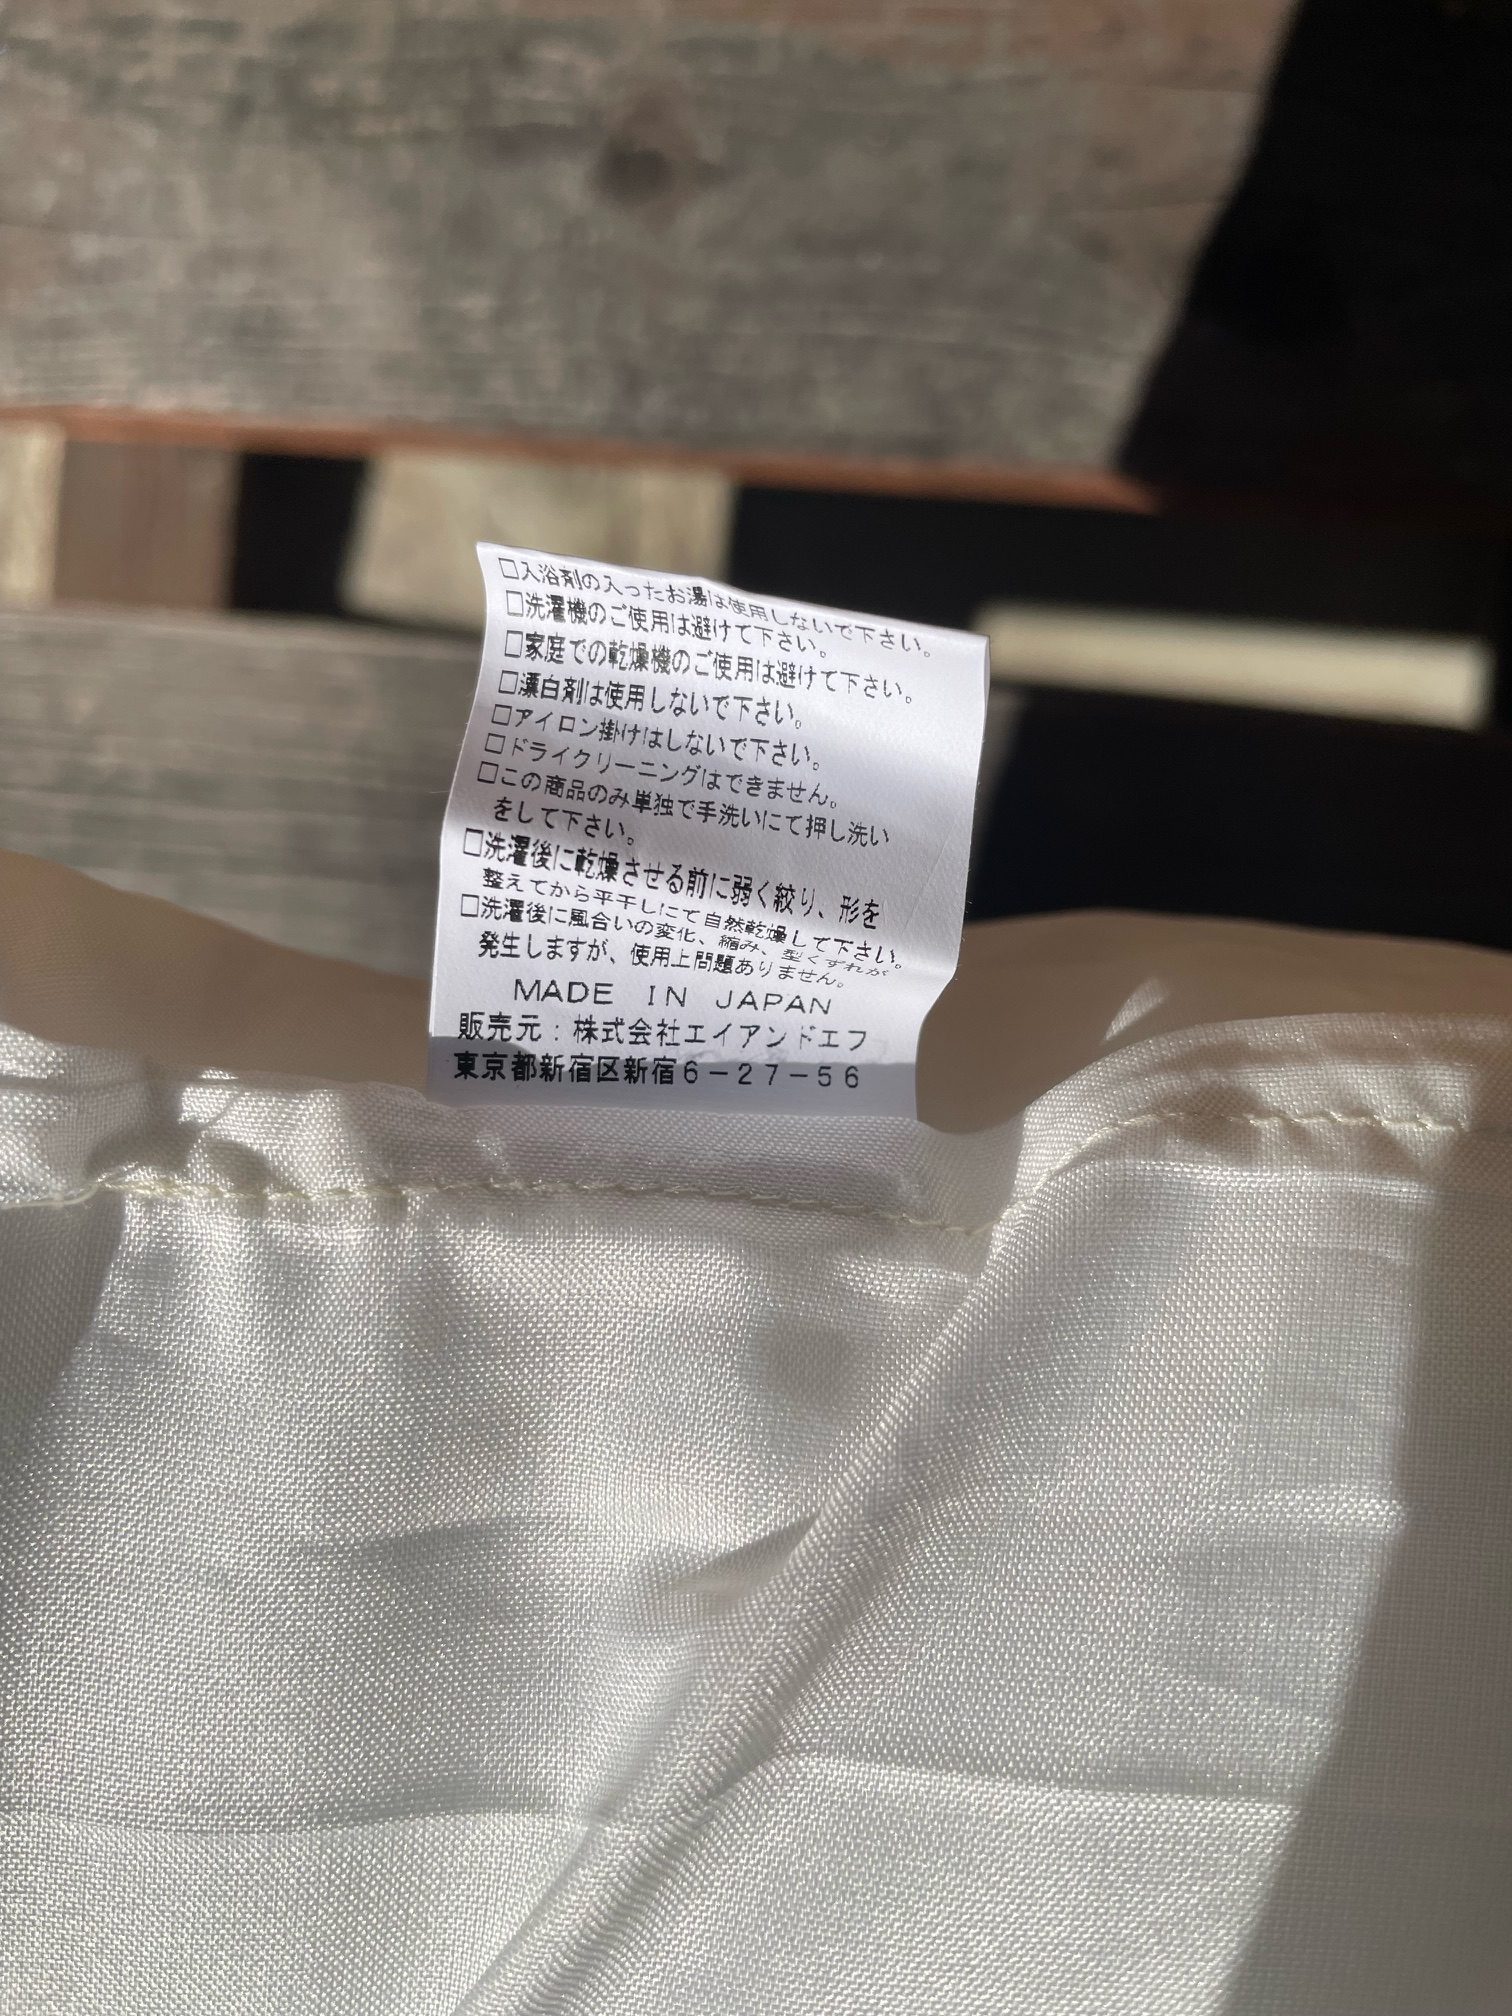 □入浴剤の入ったお湯は使用しないで下さい。
□洗濯機のご使用は避けて下さい。
□家庭での乾燥機のご使用は避けて下さい。
□漂白剤は使用しないで下さい。
□アイロン掛けはしないで下さい。
□ドライクリーニングはできません。
□この商品のみ単独で手洗いにて押し洗い
をして下さい。
□洗濯後に乾燥させる前に弱く絞り、形を
整えてから平干しにて自然乾燥して下さい。
□洗濯後に風合いの変化、縮み、型くずれが
発生しますが、使用上問題ありません。
MADE IN JAPAN
販売元：株式会社エイアンドエフ
東京都新宿区新宿6－27－56